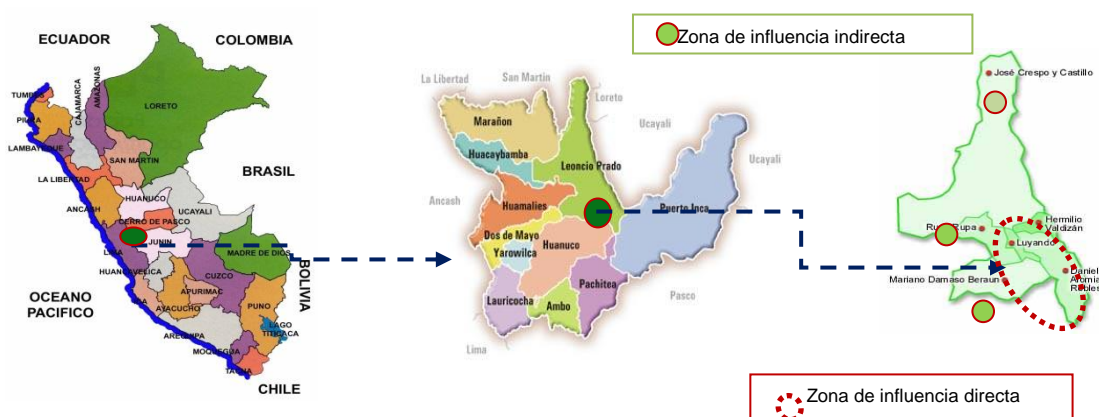 Zona de influencia indirecta
ECUADOR
COLOMBIA
TUMBES
PIURA
CAJAMARCA
AMAZONAS
LORETO
LAMBAYEQUE
SAN MARTIN
LA LIBERTAD
BRASIL
HUANUCO
ANCASH
UCAYALI
CERRO DE PASCO
JUNIN
LIMA
MADRE DE DIOS
HUANCAVELICA
CUZCO
BOLIVIA
OCEANO
PACIFICO
ICA
APURIMAC
AYACUCHO
PUNO
LAGO
TITICACA
AREQUIPA
MOQUEGUA
TACNA
CHILE
La Libertad
San Martin
Loreto
Marañon
Ucayali
Huacaybamba
Leoncio Prado
Ucayali
Ancash
Huamalies
Puerto Inca
Dos de Mayo
Huanuco
Yarowilca
Pachitea
Lauricocha
Ambo
Pasco
Lima
José Crespo y Castillo
Hermilio
Valdizán
Rupa Rupa
Luyando
Daniel
Alomia
Robles
Mariano Damaso Beraun
Zona de influencia directa